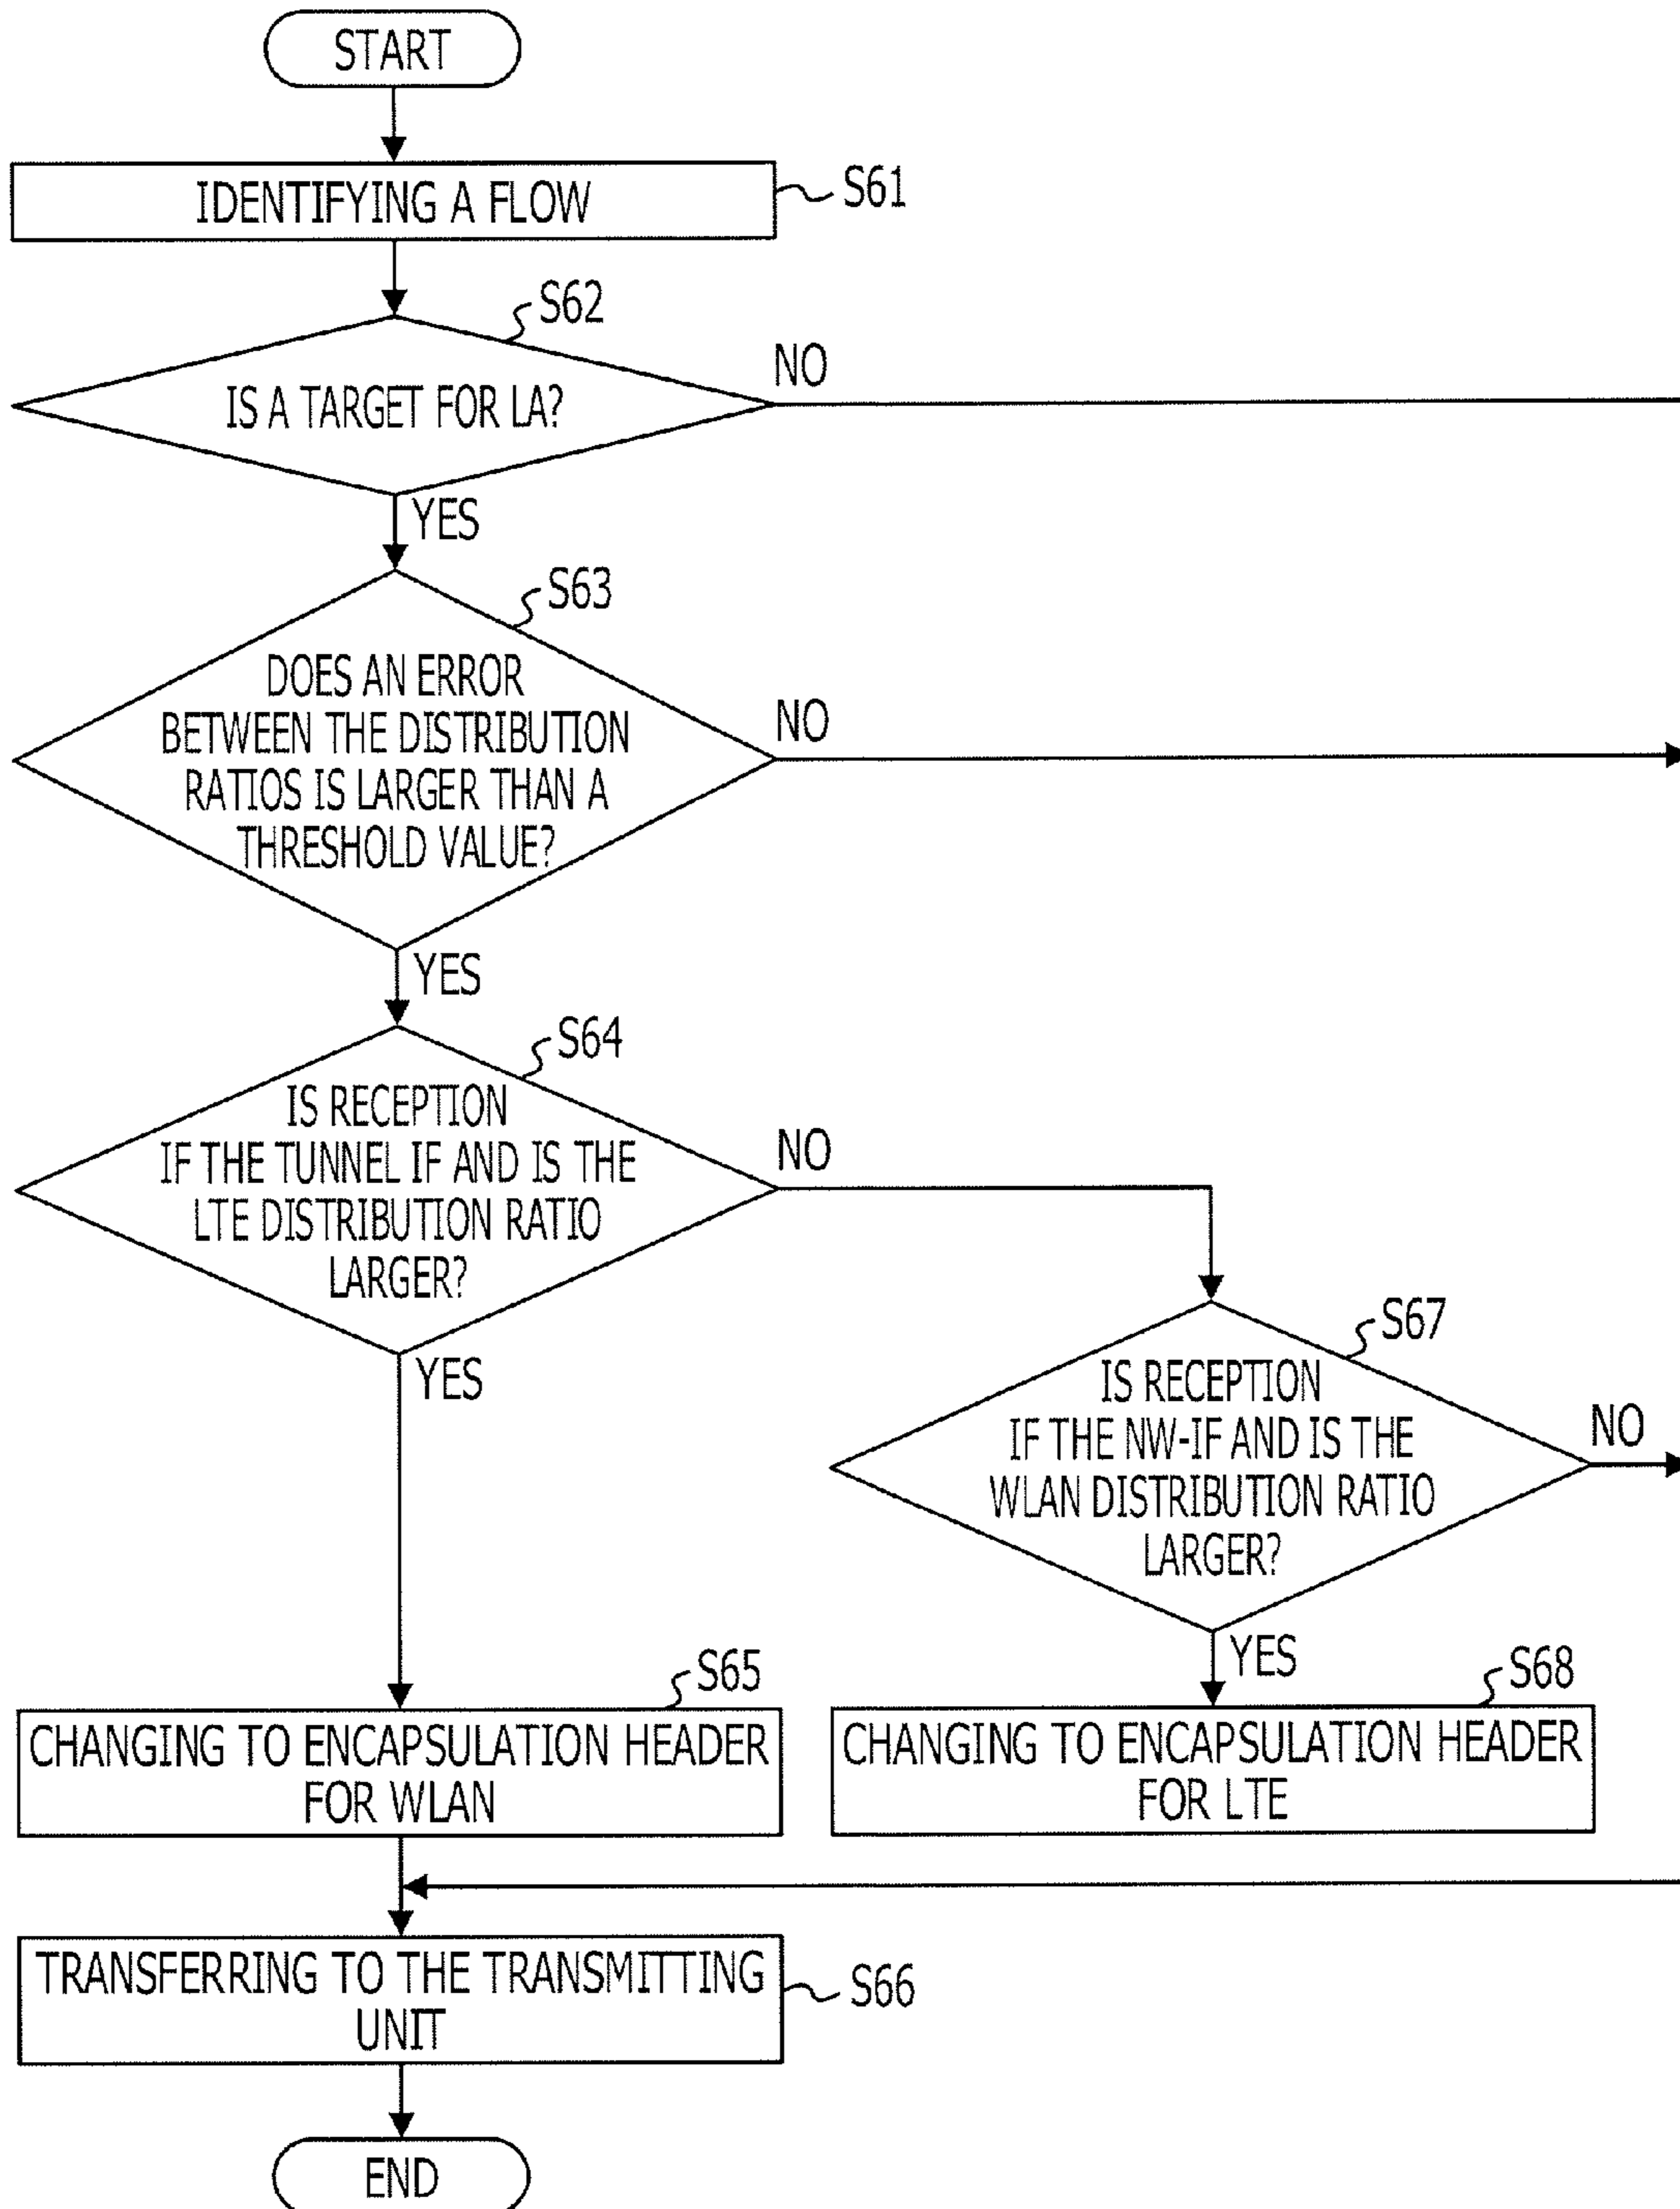 START
IDENTIFYING A FLOW
S61
S62
IS A TARGET FOR LA?
NO
YES
S63
DOES AN ERROR
BETWEEN THE DISTRIBUTION
RATIOS IS LARGER THAN A
THRESHOLD VALUE?
NO
YES
S64
IS RECEPTION
IF THE TUNNEL IF AND IS THE
LTE DISTRIBUTION RATIO
LARGER?
NO
YES
S67
IS RECEPTION
IF THE NW-IF AND IS THE
WLAN DISTRIBUTION RATIO
LARGER?
NO
YES
S65
CHANGING TO ENCAPSULATION HEADER
FOR WLAN
S68
CHANGING TO ENCAPSULATION HEADER
FOR LTE
TRANSFERRING TO THE TRANSMITTING
UNIT
S66
END